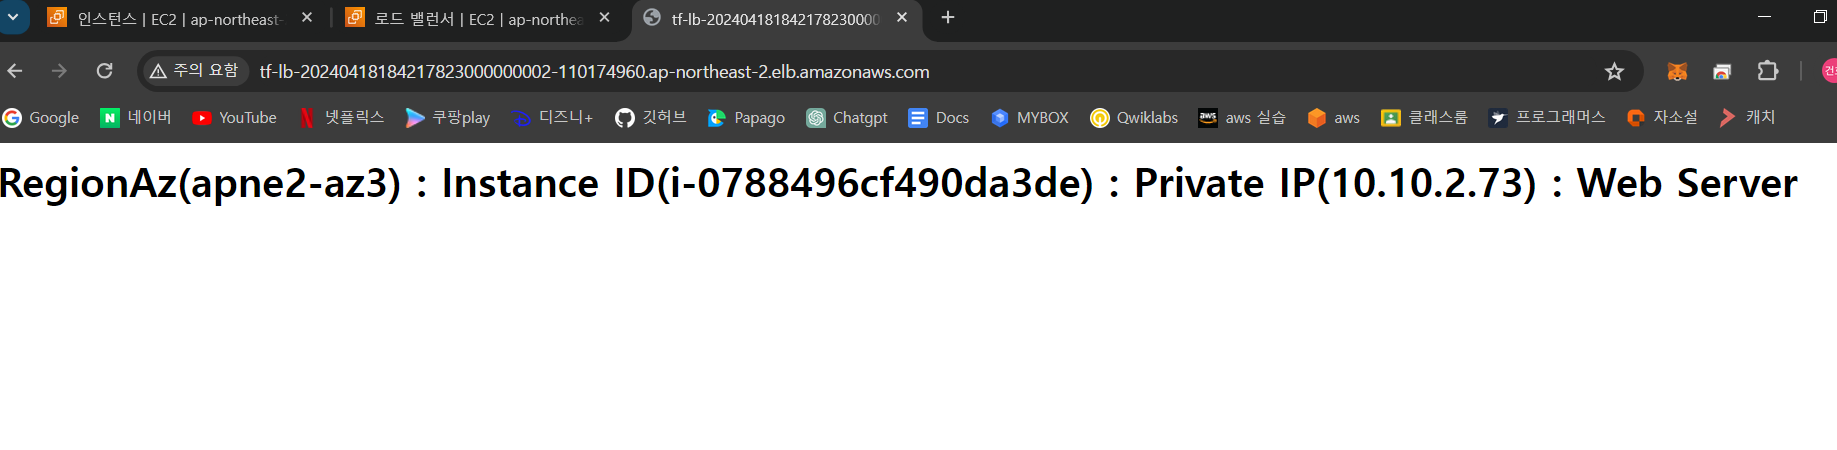 인스턴스 | EC2 | ap-northeast- 로드 밸런서 | EC2 | ap-northea tf-lb-202404181842178230000
주의 요함 tf-lb-20240418184217823000000002-110174960.ap-northeast-2.elb.amazonaws.com
Google 네이버 YouTube 넷플릭스 쿠팡play 디즈니+ 깃허브 Papago Chatgpt Docs MYBOX Qwiklabs aws 실습 aws 클래스룸 프로그래머스 자소설 캐치
RegionAz(apne2-az3) : Instance ID(i-0788496cf490da3de) : Private IP(10.10.2.73) : Web Server